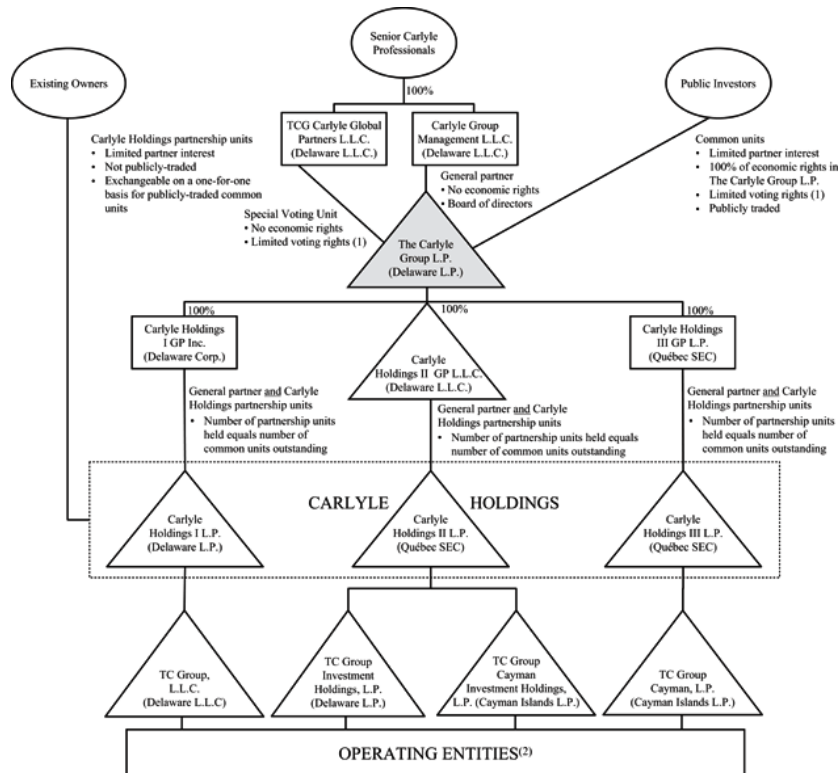 Senior Carlyle
Professionals
Existing Owners
Public Investors
100%
TCG Carlyle Global
Partners L.L.C.
(Delaware L.L.C.)
Carlyle Group
Management L.L.C.
(Delaware L.L.C.)
Carlyle Holdings partnership units
• Limited partner interest
• Not publicly-traded
• Exchangeable on a one-for-one
basis for publicly-traded common
units
Common units
• Limited partner interest
• 100% of economic rights in
The Carlyle Group L.P.
• Limited voting rights (1)
• Publicly traded
General partner
• No economic rights
• Board of directors
Special Voting Unit
• No economic rights
• Limited voting rights (1)
The Carlyle
Group L.P.
(Delaware L.P.)
100%
100%
100%
Carlyle Holdings
I GP Inc.
(Delaware Corp.)
Carlyle
Holdings II GP L.L.C.
(Delaware L.L.C.)
Carlyle Holdings
III GP L.P.
(Québec SEC)
General partner and Carlyle
Holdings partnership units
• Number of partnership units
held equals number of
common units outstanding
General partner and Carlyle
Holdings partnership units
• Number of partnership units held equals
number of common units outstanding
General partner and Carlyle
Holdings partnership units
• Number of partnership units
held equals number of
common units outstanding
CARLYLE HOLDINGS
Carlyle
Holdings I L.P.
(Delaware L.P.)
Carlyle
Holdings II L.P.
(Québec SEC)
Carlyle
Holdings III L.P.
(Québec SEC)
TC Group,
L.L.C.
(Delaware L.L.C)
TC Group
Investment
Holdings, L.P.
(Delaware L.P.)
TC Group
Cayman
Investment Holdings,
L.P. (Cayman Islands L.P.)
TC Group
Cayman, L.P.
(Cayman Islands L.P.)
OPERATING ENTITIES(2)